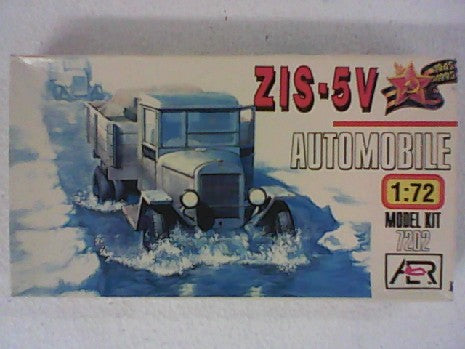 ZIS-5V
AUTOMOBILE
1:72
MODEL KIT
7202
AER